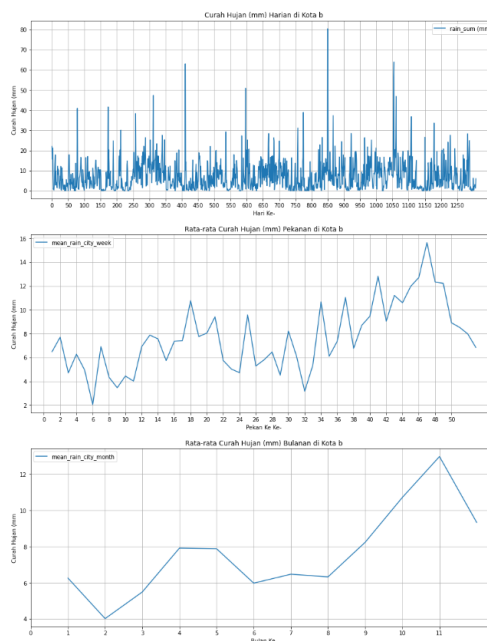 Curah Hujan (mm) Harian di Kota b
rain_sum (mm
Curah Hujan (mm
80
70
60
50
40
30
20
10
0
0 50 100 150 200 250 300 350 400 450 500 550 600 650 700 750 800 850 900 950 1000 1050 1100 1150 1200 1250
Hari Ke-
Rata-rata Curah Hujan (mm) Pekanan di Kota b
mean_rain_city_week
Curah Hujan (mm
16
14
12
10
8
6
4
2
0 2 4 6 8 10 12 14 16 18 20 22 24 26 28 30 32 34 36 38 40 42 44 46 48 50
Pekan Ke Ke-
Rata-rata Curah Hujan (mm) Bulanan di Kota b
mean_rain_city_month
Curah Hujan (mm
12
10
8
6
4
0 1 2 3 4 5 6 7 8 9 10 11
Bulan Ke